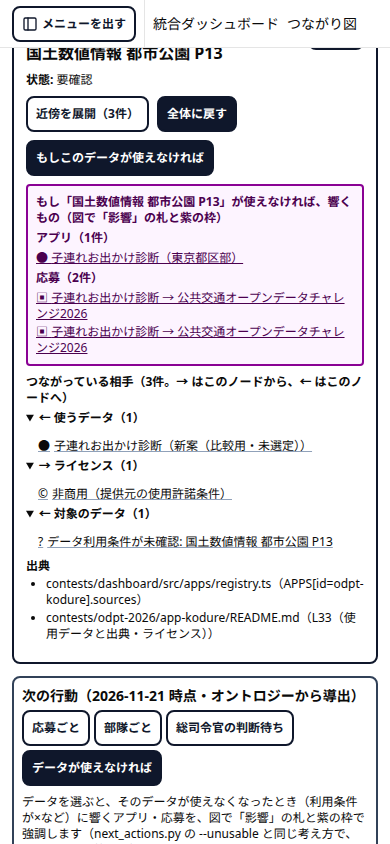 メニューを出す
統合ダッシュボード つながり図
国土数値情報 都市公園 P13
状態: 要確認
近傍を展開（3件）
全体に戻す
もしこのデータが使えなければ
もし「国土数値情報 都市公園 P13」が使えなければ、響く
もの（図で「影響」の札と紫の枠）
アプリ（1件）
● 子連れお出かけ診断（東京都区部）
応募（2件）
▣ 子連れお出かけ診断 → 公共交通オープンデータチャレ
ンジ2026
▣ 子連れお出かけ診断 → 公共交通オープンデータチャレ
ンジ2026
つながっている相手（3件。→ はこのノードから、← はこのノ
ードへ）
▼ ← 使うデータ（1）
● 子連れお出かけ診断（新案（比較用・未選定））
▼ → ライセンス（1）
© 非商用（提供元の使用許諾条件）
▼ ← 対象のデータ（1）
? データ利用条件が未確認: 国土数値情報 都市公園 P13
出典
• contests/dashboard/src/apps/registry.ts（APPS[id=odpt-
kodure].sources）
• contests/odpt-2026/app-kodure/README.md（L33（使
用データと出典・ライセンス））
次の行動（2026-11-21 時点・オントロジーから導出）
応募ごと
部隊ごと
総司令官の判断待ち
データが使えなければ
データを選ぶと、そのデータが使えなくなったとき（利用条件
が×など）に響くアプリ・応募を、図で「影響」の札と紫の枠で
強調します（next_actions.py の --unusable と同じ考え方で、